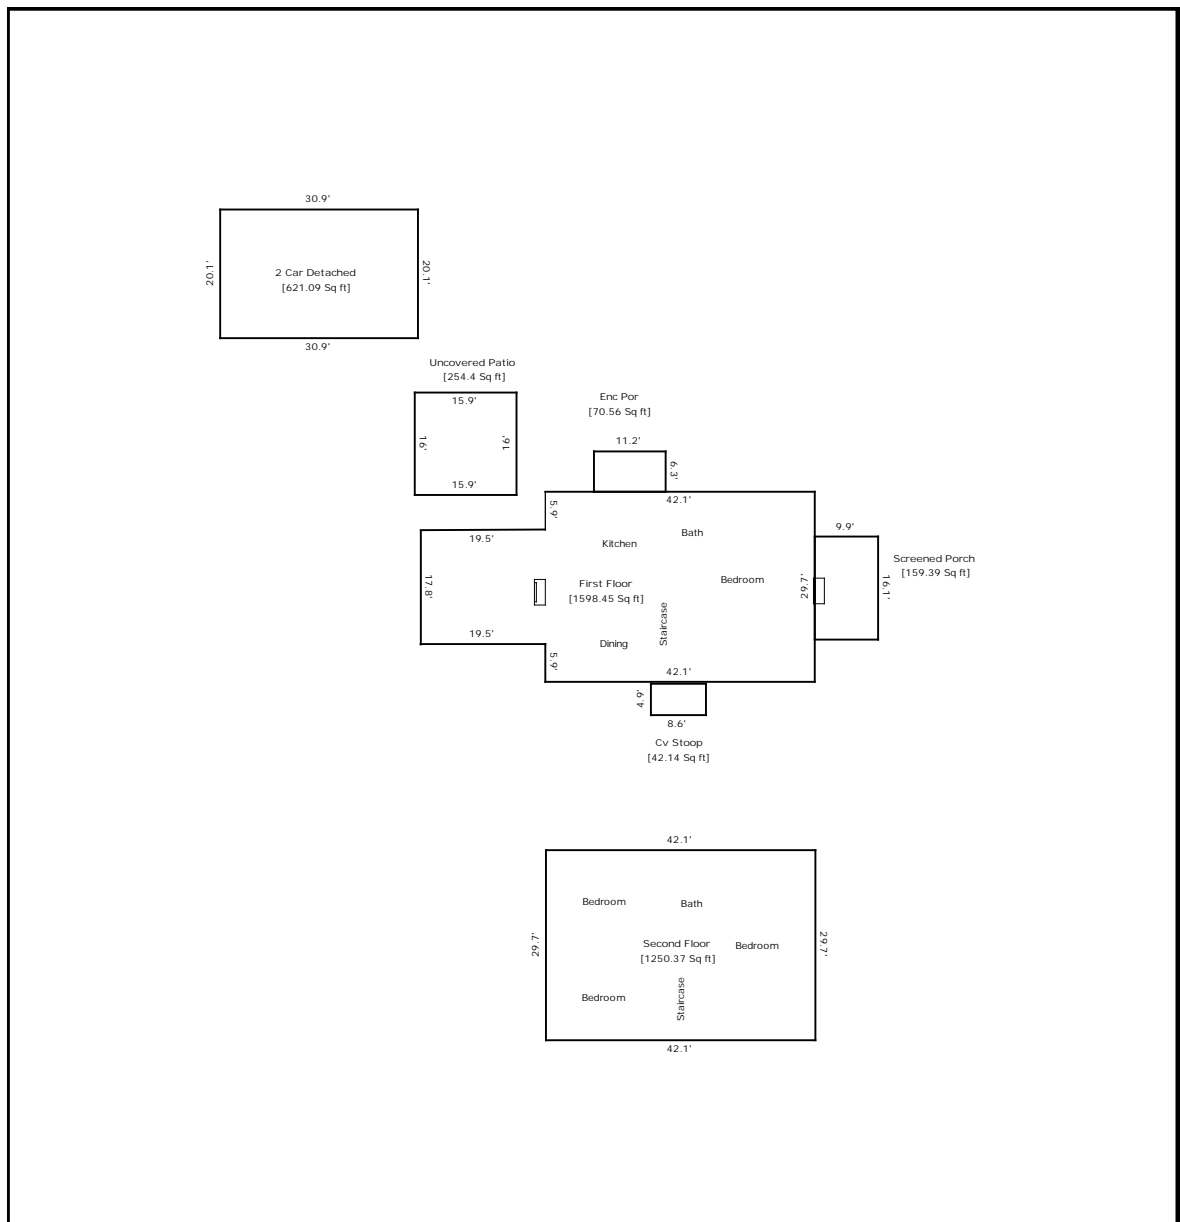 30.9'
20.1'
2 Car Detached
[621.09 Sq ft]
20.1'
30.9'
Uncovered Patio
[254.4 Sq ft]
15.9'
16'
16'
15.9'
Enc Por
[70.56 Sq ft]
11.2'
6.3'
42.1'
5.9'
19.5'
Kitchen
Bath
9.9'
Screened Porch
[159.39 Sq ft]
17.8'
First Floor
[1598.45 Sq ft]
Bedroom
29.7'
16.1'
Staircase
19.5'
Dining
5.9'
42.1'
4.9'
8.6'
Cv Stoop
[42.14 Sq ft]
42.1'
Bedroom
Bath
29.7'
Second Floor
[1250.37 Sq ft]
Bedroom
29.7'
Bedroom
Staircase
42.1'